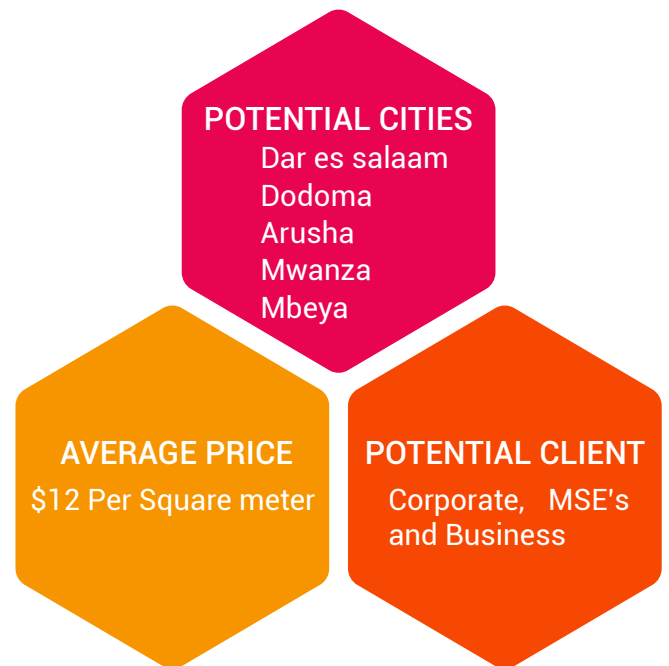 POTENTIAL CITIES
Dar es salaam
Dodoma
Arusha
Mwanza
Mbeya
AVERAGE PRICE
$12 Per Square meter
POTENTIAL CLIENT
Corporate, MSE's
and Business